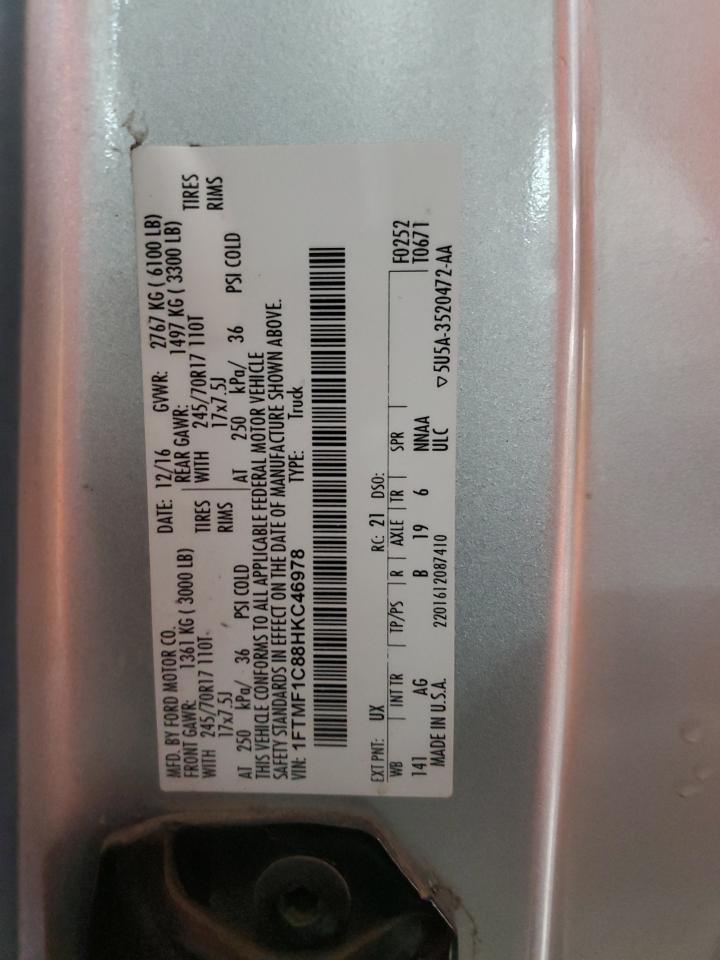 MFD. BY FORD MOTOR CO. DATE: 12/16 GVWR: 2767 KG ( 6100 LB)
FRONT GAWR: 1361 KG ( 3000 LB) REAR GAWR: 1497 KG ( 3300 LB)
WITH 245/70R17 110T TIRES WITH 245/70R17 110T TIRES
17x7.5J RIMS 17x7.5J RIMS
AT 250 kPa/ 36 PSI COLD AT 250 kPa/ 36 PSI COLD
THIS VEHICLE CONFORMS TO ALL APPLICABLE FEDERAL MOTOR VEHICLE
SAFETY STANDARDS IN EFFECT ON THE DATE OF MANUFACTURE SHOWN ABOVE.
VIN: 1FTMF1C88HKC46978 TYPE: Truck
EXT PNT: UX RC: 21 DSO:
WB INT TR TP/PS R AXLE TR SPR F0252
141 AG B 19 6 NNAA T0671
MADE IN U.S.A. 2201612087410 ULC
▽5U5A-3520472-AA